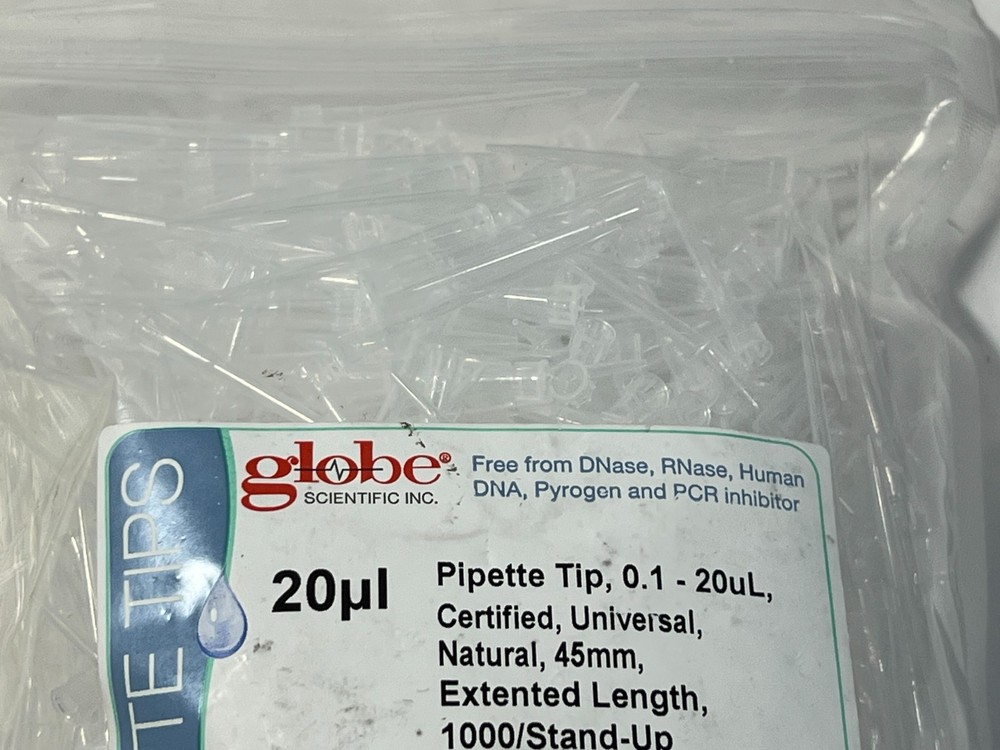 globe®
SCIENTIFIC INC.
Free from DNase, RNase, Human
DNA, Pyrogen and PCR inhibitor
TE TIPS
20µl
Pipette Tip, 0.1 - 20uL,
Certified, Universal,
Natural, 45mm,
Extented Length,
1000/Stand-Up